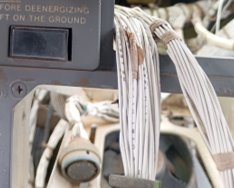 FORE DEENERGIZING
FT ON THE GROUND